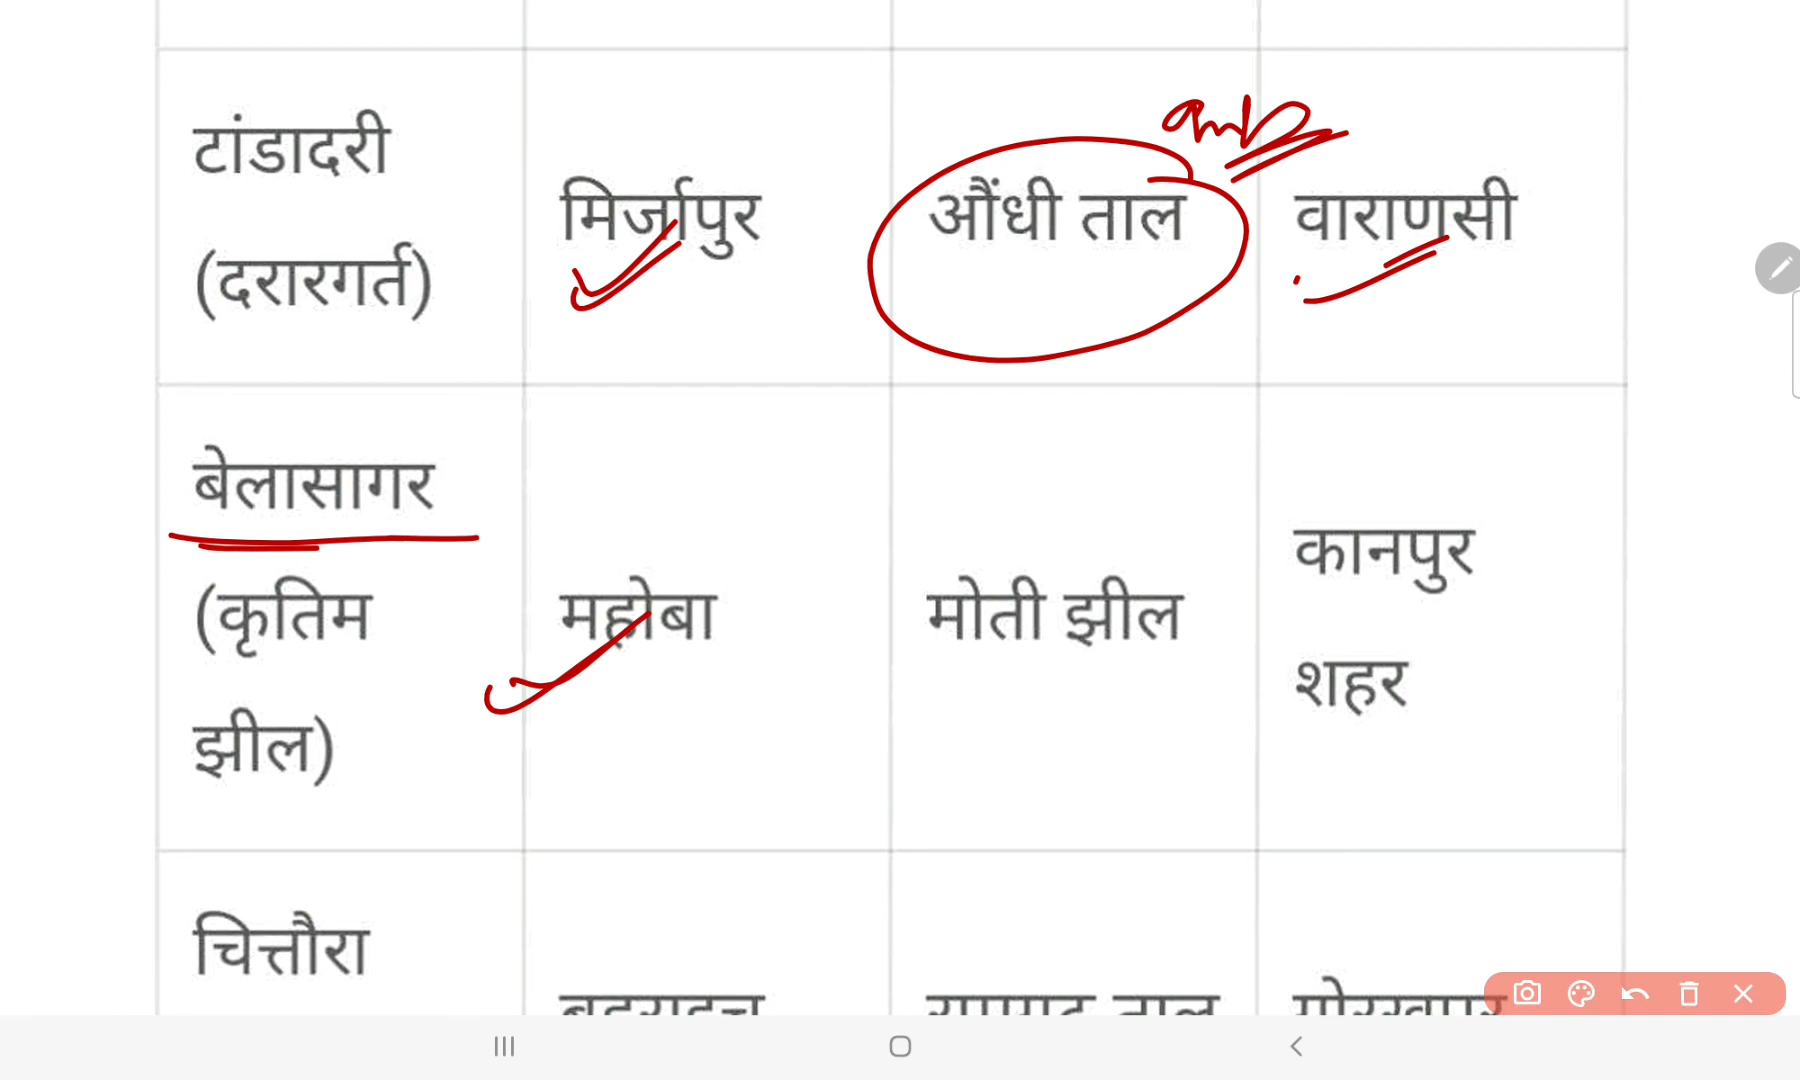 टांडादरी
(दरारगर्त)
मिर्जापुर
औंधी ताल
वाराणसी
बेलासागर
(कृतिम
झील)
महोबा
मोती झील
कानपुर
शहर
चित्तौरा